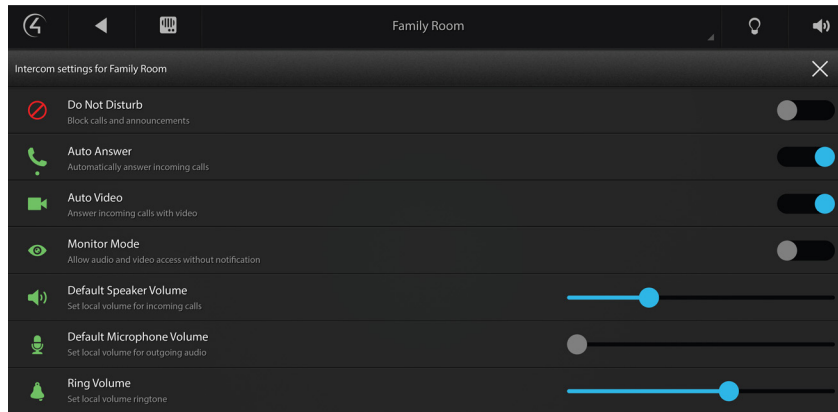 Family Room
Intercom settings for Family Room
Do Not Disturb
Block calls and announcements
Auto Answer
Automatically answer incoming calls
Auto Video
Answer incoming calls with video
Monitor Mode
Allow audio and video access without notification
Default Speaker Volume
Set local volume for incoming calls
Default Microphone Volume
Set local volume for outgoing audio
Ring Volume
Set local volume ringtone